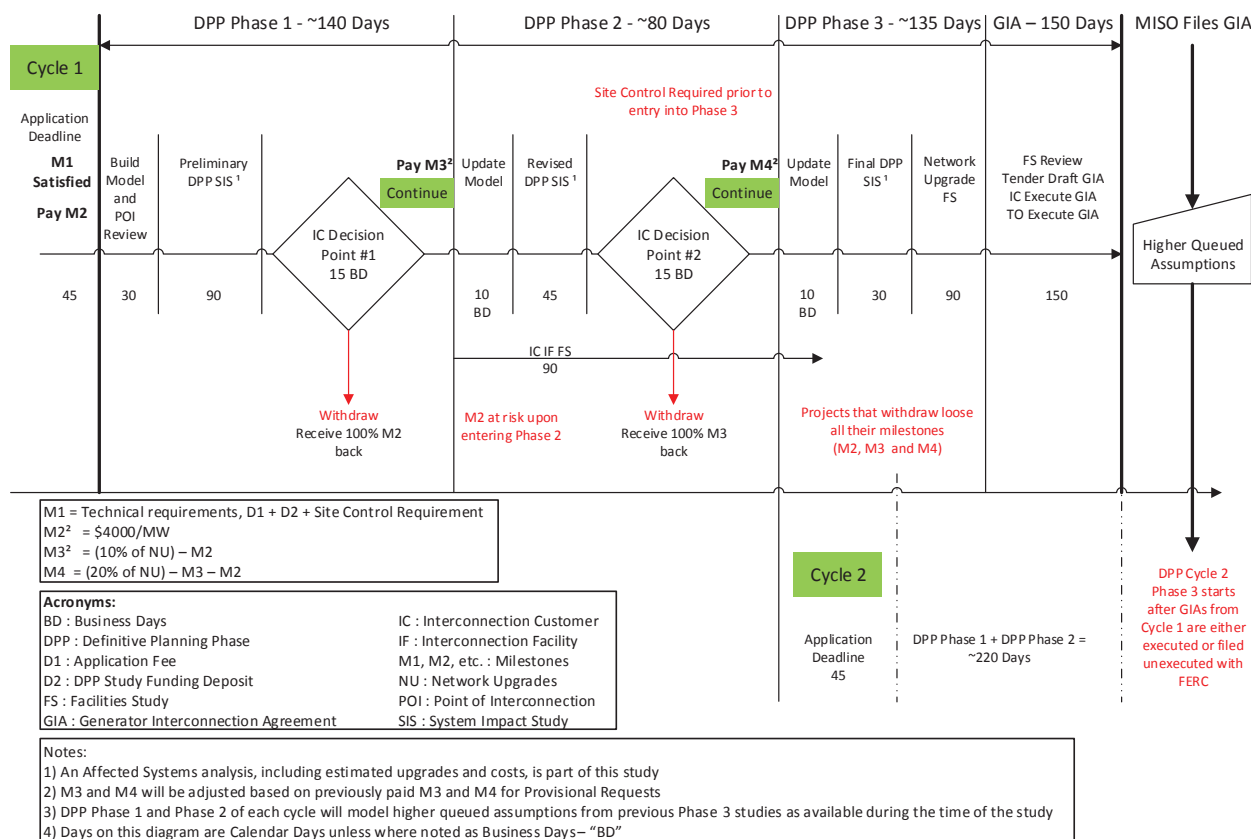 DPP Phase 1 - ~140 Days
DPP Phase 2 - ~80 Days
DPP Phase 3 - ~135 Days
GIA – 150 Days
MISO Files GIA
Cycle 1
Application
Deadline
M1
Satisfied
Pay M2
45
Build
Model
and
POI
Review
30
Preliminary
DPP SIS ¹
90
IC Decision
Point #1
15 BD
Pay M3²
Continue
Withdraw
Receive 100% M2
back
Update
Model
10
BD
Revised
DPP SIS ¹
45
Site Control Required prior to
entry into Phase 3
IC Decision
Point #2
15 BD
Pay M4²
Continue
IC IF FS
90
M2 at risk upon
entering Phase 2
Withdraw
Receive 100% M3
back
Update
Model
10
BD
Final DPP
SIS ¹
30
Network
Upgrade
FS
90
Projects that withdraw loose
all their milestones
(M2, M3 and M4)
FS Review
Tender Draft GIA
IC Execute GIA
TO Execute GIA
150
Higher Queued
Assumptions
M1 = Technical requirements, D1 + D2 + Site Control Requirement
M2² = $4000/MW
M3² = (10% of NU) – M2
M4 = (20% of NU) – M3 – M2
Acronyms:
BD : Business Days
DPP : Definitive Planning Phase
D1 : Application Fee
D2 : DPP Study Funding Deposit
FS : Facilities Study
GIA : Generator Interconnection Agreement
IC : Interconnection Customer
IF : Interconnection Facility
M1, M2, etc. : Milestones
NU : Network Upgrades
POI : Point of Interconnection
SIS : System Impact Study
Cycle 2
Application
Deadline
45
DPP Phase 1 + DPP Phase 2 =
~220 Days
DPP Cycle 2
Phase 3 starts
after GIAs from
Cycle 1 are either
executed or filed
unexecuted with
FERC
Notes:
1) An Affected Systems analysis, including estimated upgrades and costs, is part of this study
2) M3 and M4 will be adjusted based on previously paid M3 and M4 for Provisional Requests
3) DPP Phase 1 and Phase 2 of each cycle will model higher queued assumptions from previous Phase 3 studies as available during the time of the study
4) Days on this diagram are Calendar Days unless where noted as Business Days– “BD”